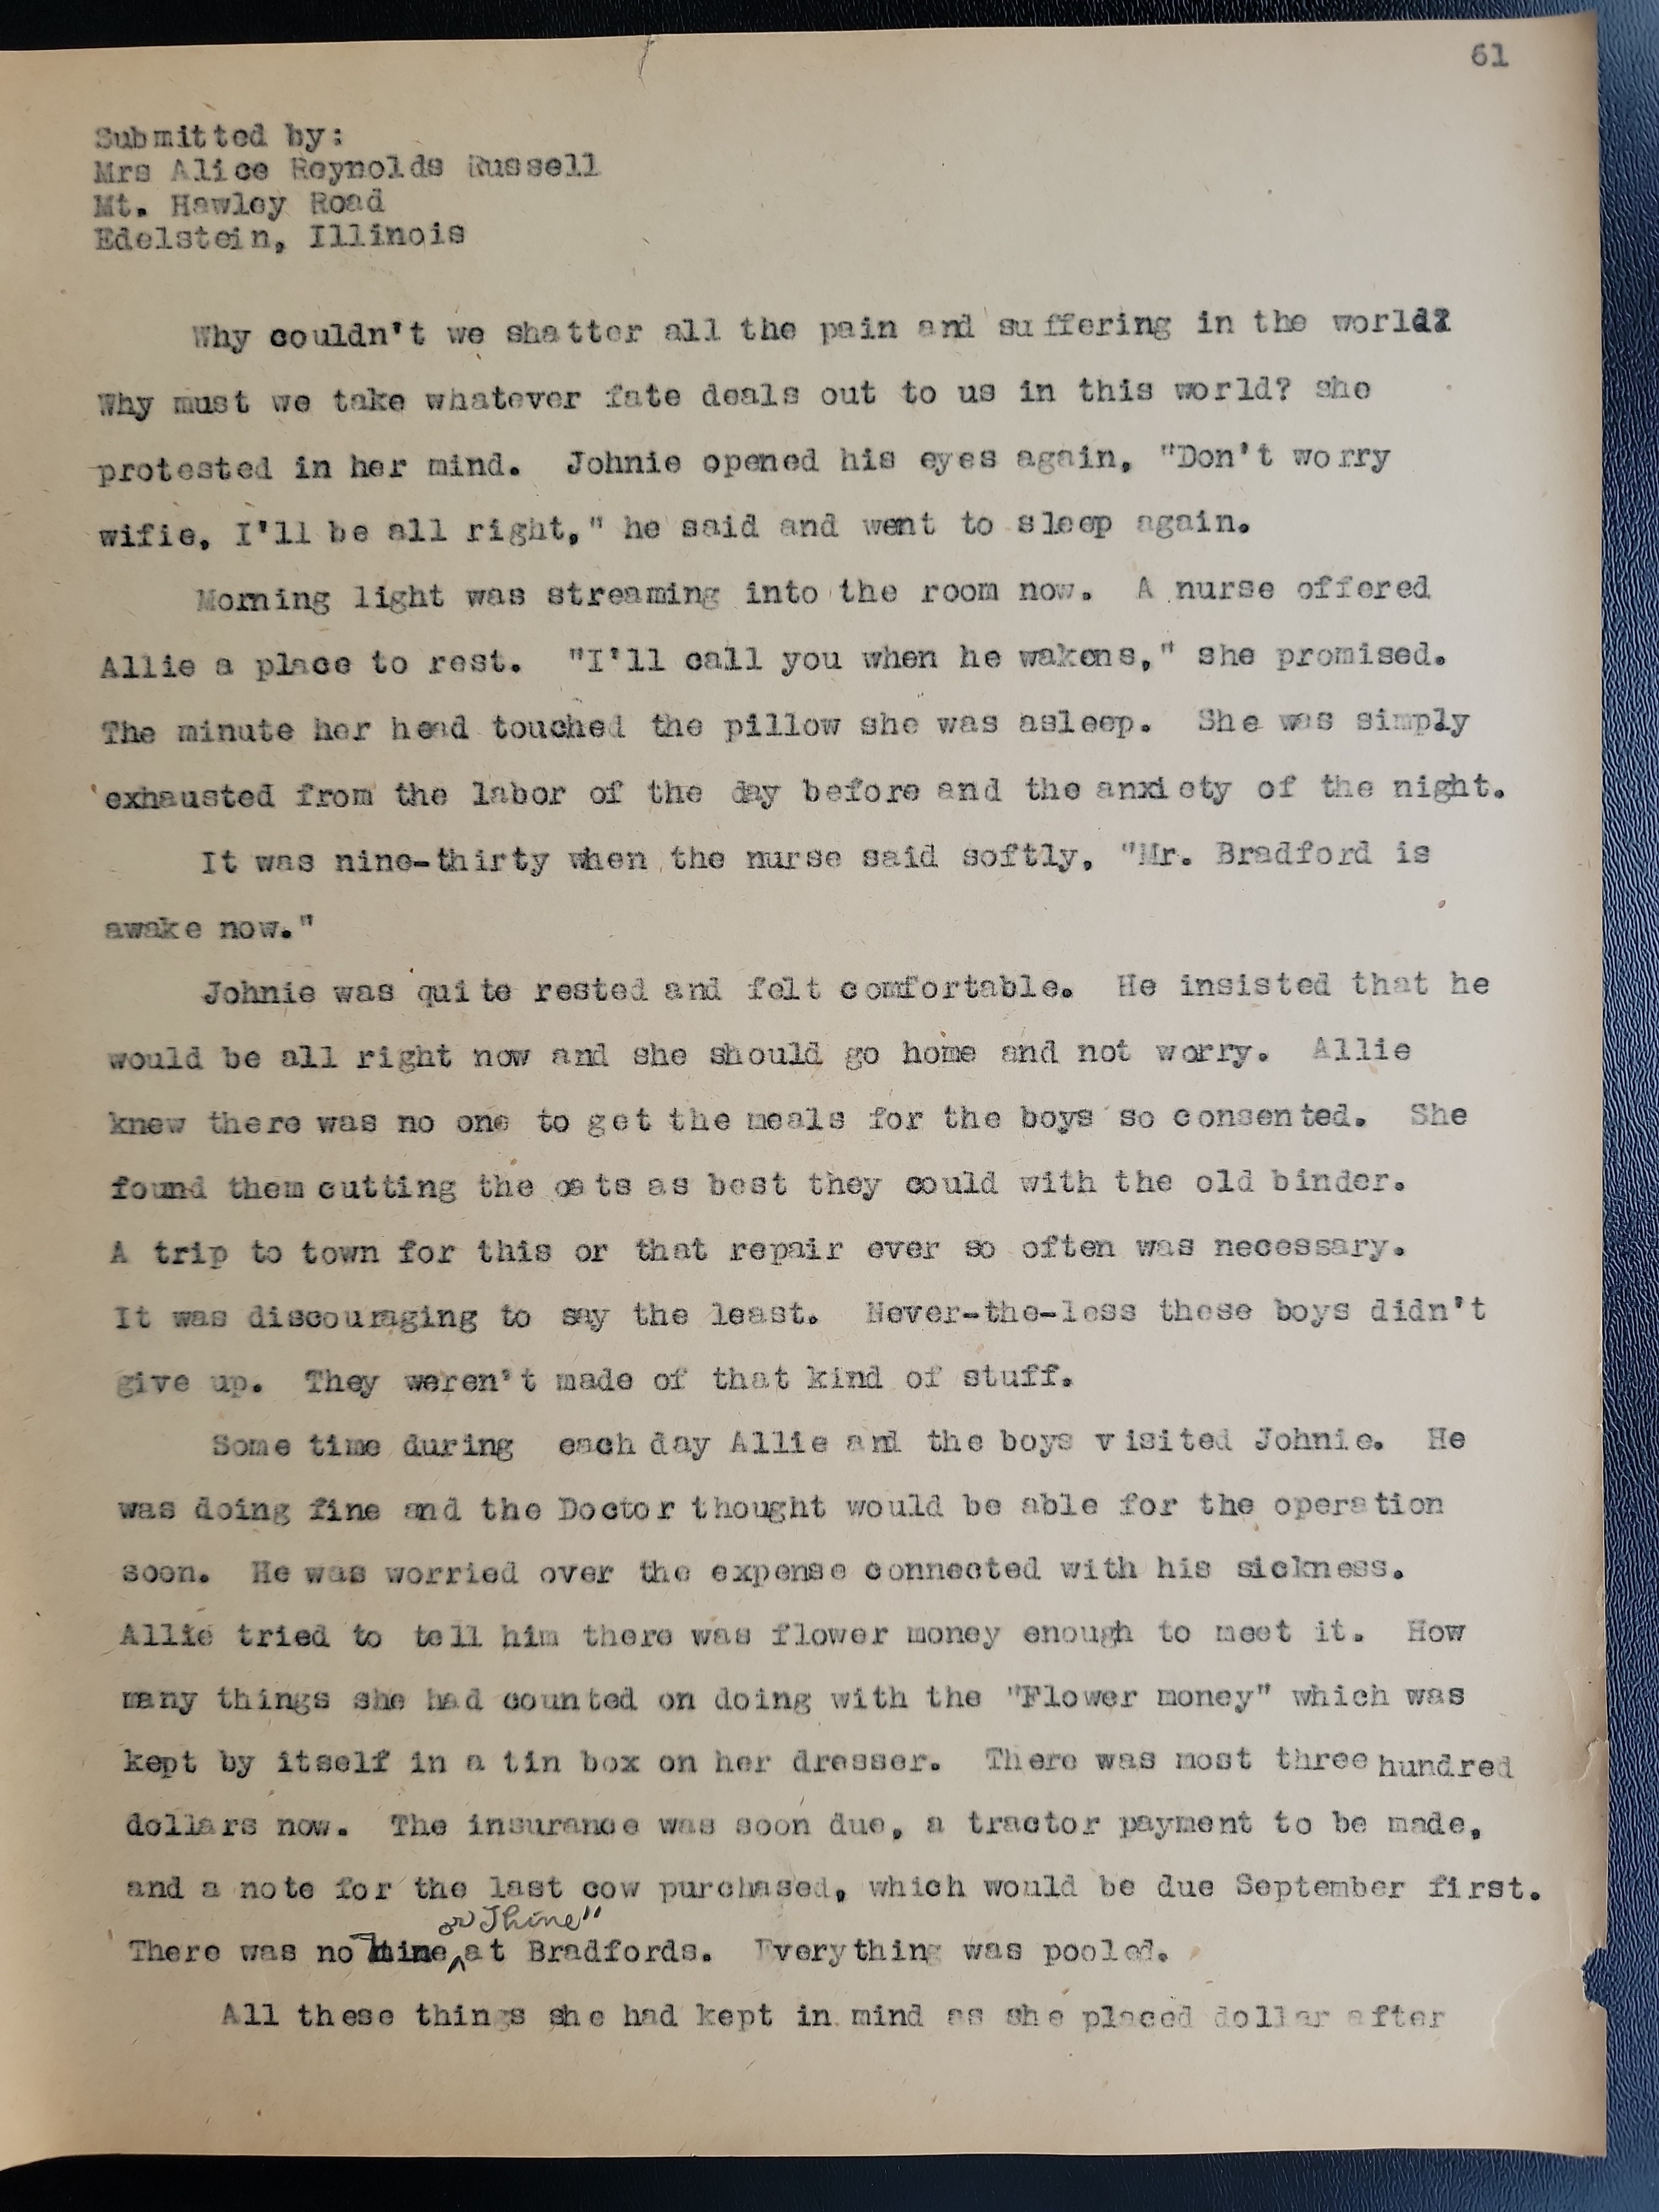 61
Submitted by:
Mrs Alice Reynolds Russell
Mt. Hawley Road
Edelstein, Illinois
Why couldn't we shatter all the pain and suffering in the world?
Why must we take whatever fate deals out to us in this world? she
protested in her mind. Johnie opened his eyes again, "Don't worry
wifie, I'll be all right," he said and went to sleep again.
Morning light was streaming into the room now. A nurse offered
Allie a place to rest. "I'll call you when he wakens," she promised.
The minute her head touched the pillow she was asleep. She was simply
exhausted from the labor of the day before and the anxiety of the night.
It was nine-thirty when the nurse said softly, "Mr. Bradford is
awake now."
Johnie was quite rested and felt comfortable. He insisted that he
would be all right now and she should go home and not worry. Allie
knew there was no one to get the meals for the boys so consented. She
found them cutting the oats as best they could with the old binder.
A trip to town for this or that repair ever so often was necessary.
It was discouraging to say the least. Never-the-less these boys didn't
give up. They weren't made of that kind of stuff.
Some time during each day Allie and the boys visited Johnie. He
was doing fine and the Doctor thought would be able for the operation
soon. He was worried over the expense connected with his sickness.
Allie tried to tell him there was flower money enough to meet it. How
many things she had counted on doing with the "Flower money" which was
kept by itself in a tin box on her dresser. There was most three hundred
dollars now. The insurance was soon due, a tractor payment to be made,
and a note for the last cow purchased, which would be due September first.
or Thine"
There was no "mine at Bradfords. Everything was pooled.
All these things she had kept in mind as she placed dollar after